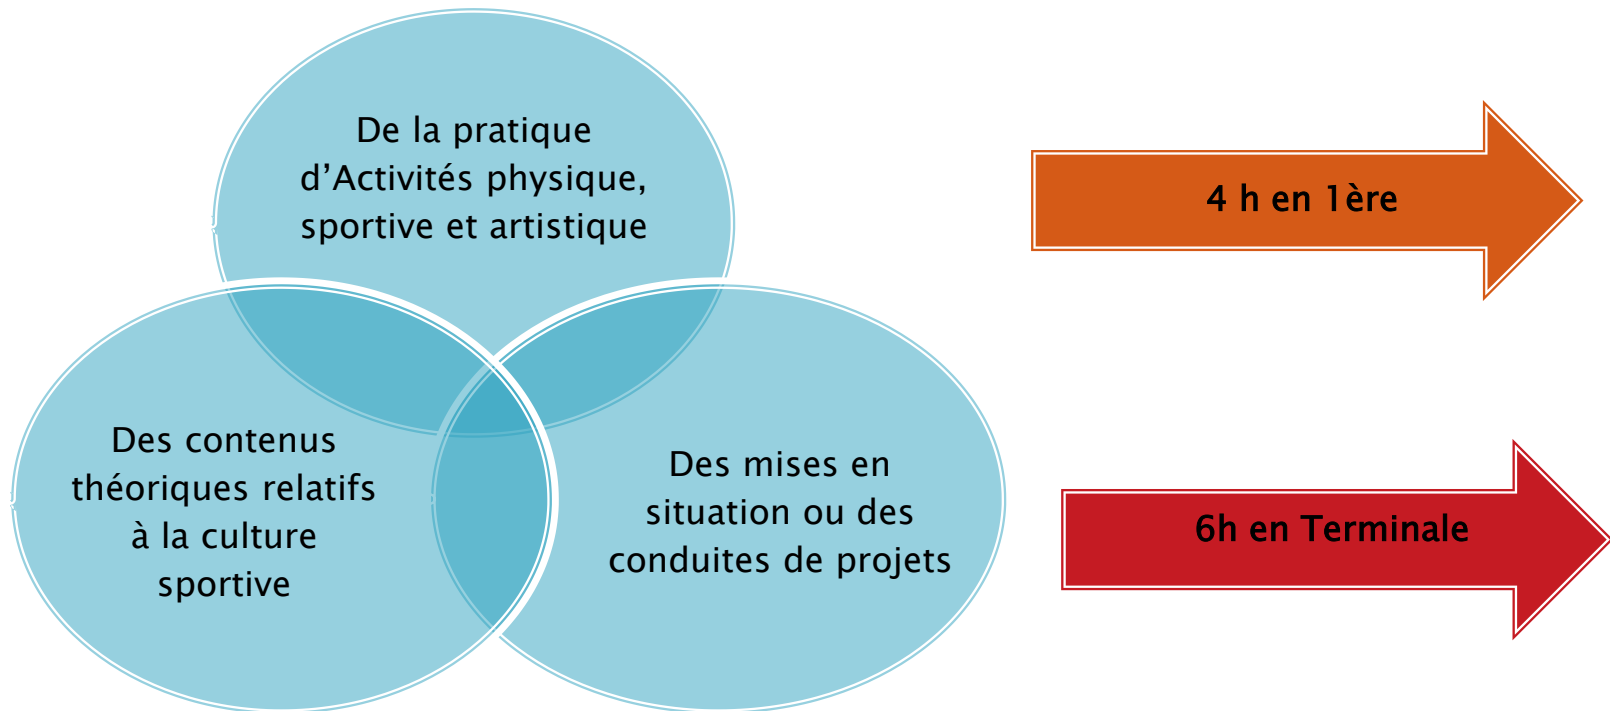 De la pratique
d’Activités physique,
sportive et artistique
4 h en 1ère
Des contenus
théoriques relatifs
à la culture
sportive
Des mises en
situation ou des
conduites de projets
6h en Terminale